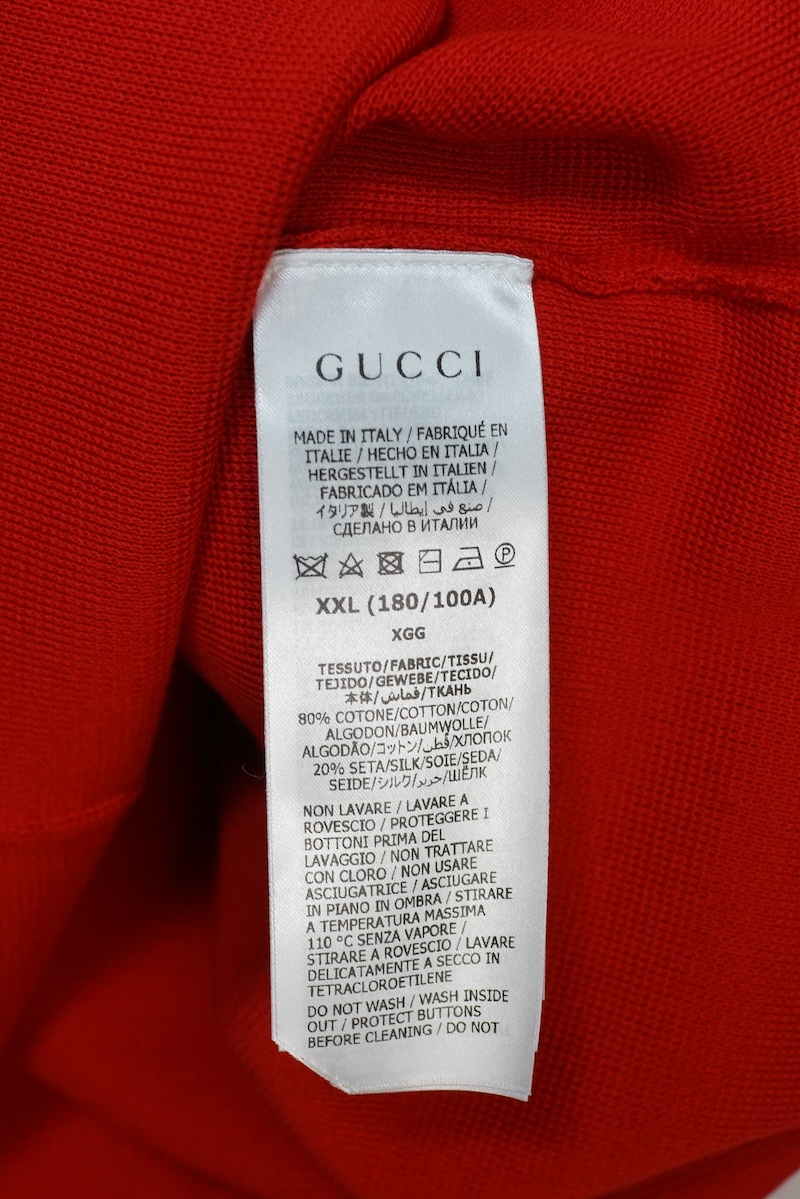 GUCCI
MADE IN ITALY / FABRIQUÉ EN
ITALIE / HECHO EN ITALIA /
HERGESTELLT IN ITALIEN /
FABRICADO EM ITÁLIA /
イタリア製 / صنع في إيطاليا /
СДЕЛАНО В ИТАЛИИ
P
XXL (180/100A)
XGG
TESSUTO/FABRIC/TISSU/
TEJIDO/GEWEBE/TECIDO/
本体/قماش/ТКАНЬ
80% COTONE/COTTON/COTON/
ALGODON/BAUMWOLLE/
ALGODÃO/コットン/قطن/ХЛОПОК
20% SETA/SILK/SOIE/SEDA/
SEIDE/シルク/حرير/ШЁЛК
NON LAVARE / LAVARE A
ROVESCIO / PROTEGGERE I
BOTTONI PRIMA DEL
LAVAGGIO / NON TRATTARE
CON CLORO / NON USARE
ASCIUGATRICE / ASCIUGARE
IN PIANO IN OMBRA / STIRARE
A TEMPERATURA MASSIMA
110 °C SENZA VAPORE /
STIRARE A ROVESCIO / LAVARE
DELICATAMENTE A SECCO IN
TETRACLOROETILENE
DO NOT WASH / WASH INSIDE
OUT / PROTECT BUTTONS
BEFORE CLEANING / DO NOT